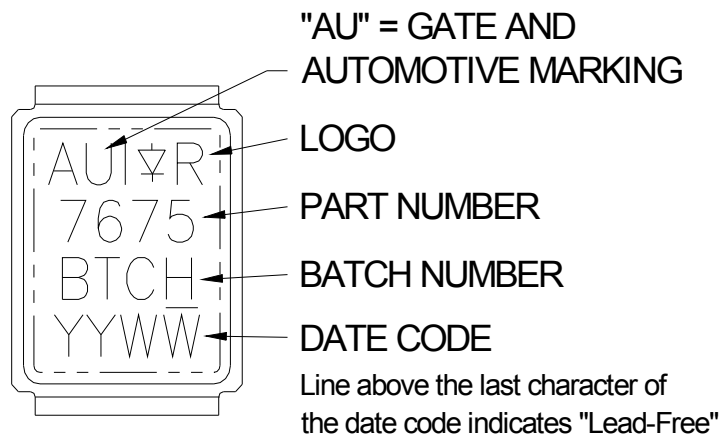 "AU" = GATE AND
AUTOMOTIVE MARKING
LOGO
PART NUMBER
BATCH NUMBER
DATE CODE
Line above the last character of
the date code indicates "Lead-Free"
AUI R
7675
BTCH
YYWW